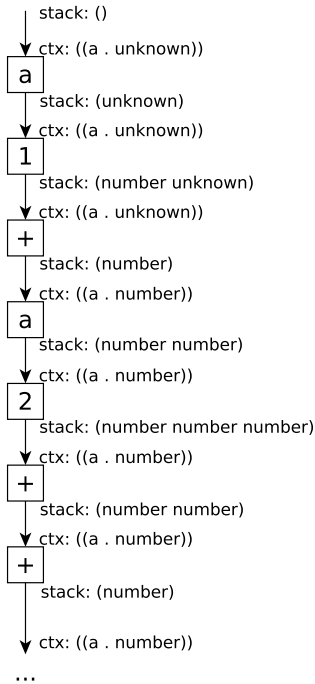 stack: ()
ctx: ((a . unknown))
a
stack: (unknown)
ctx: ((a . unknown))
1
stack: (number unknown)
ctx: ((a . unknown))
+
stack: (number)
ctx: ((a . number))
a
stack: (number number)
ctx: ((a . number))
2
stack: (number number number)
ctx: ((a . number))
+
stack: (number number)
ctx: ((a . number))
+
stack: (number)
ctx: ((a . number))
...